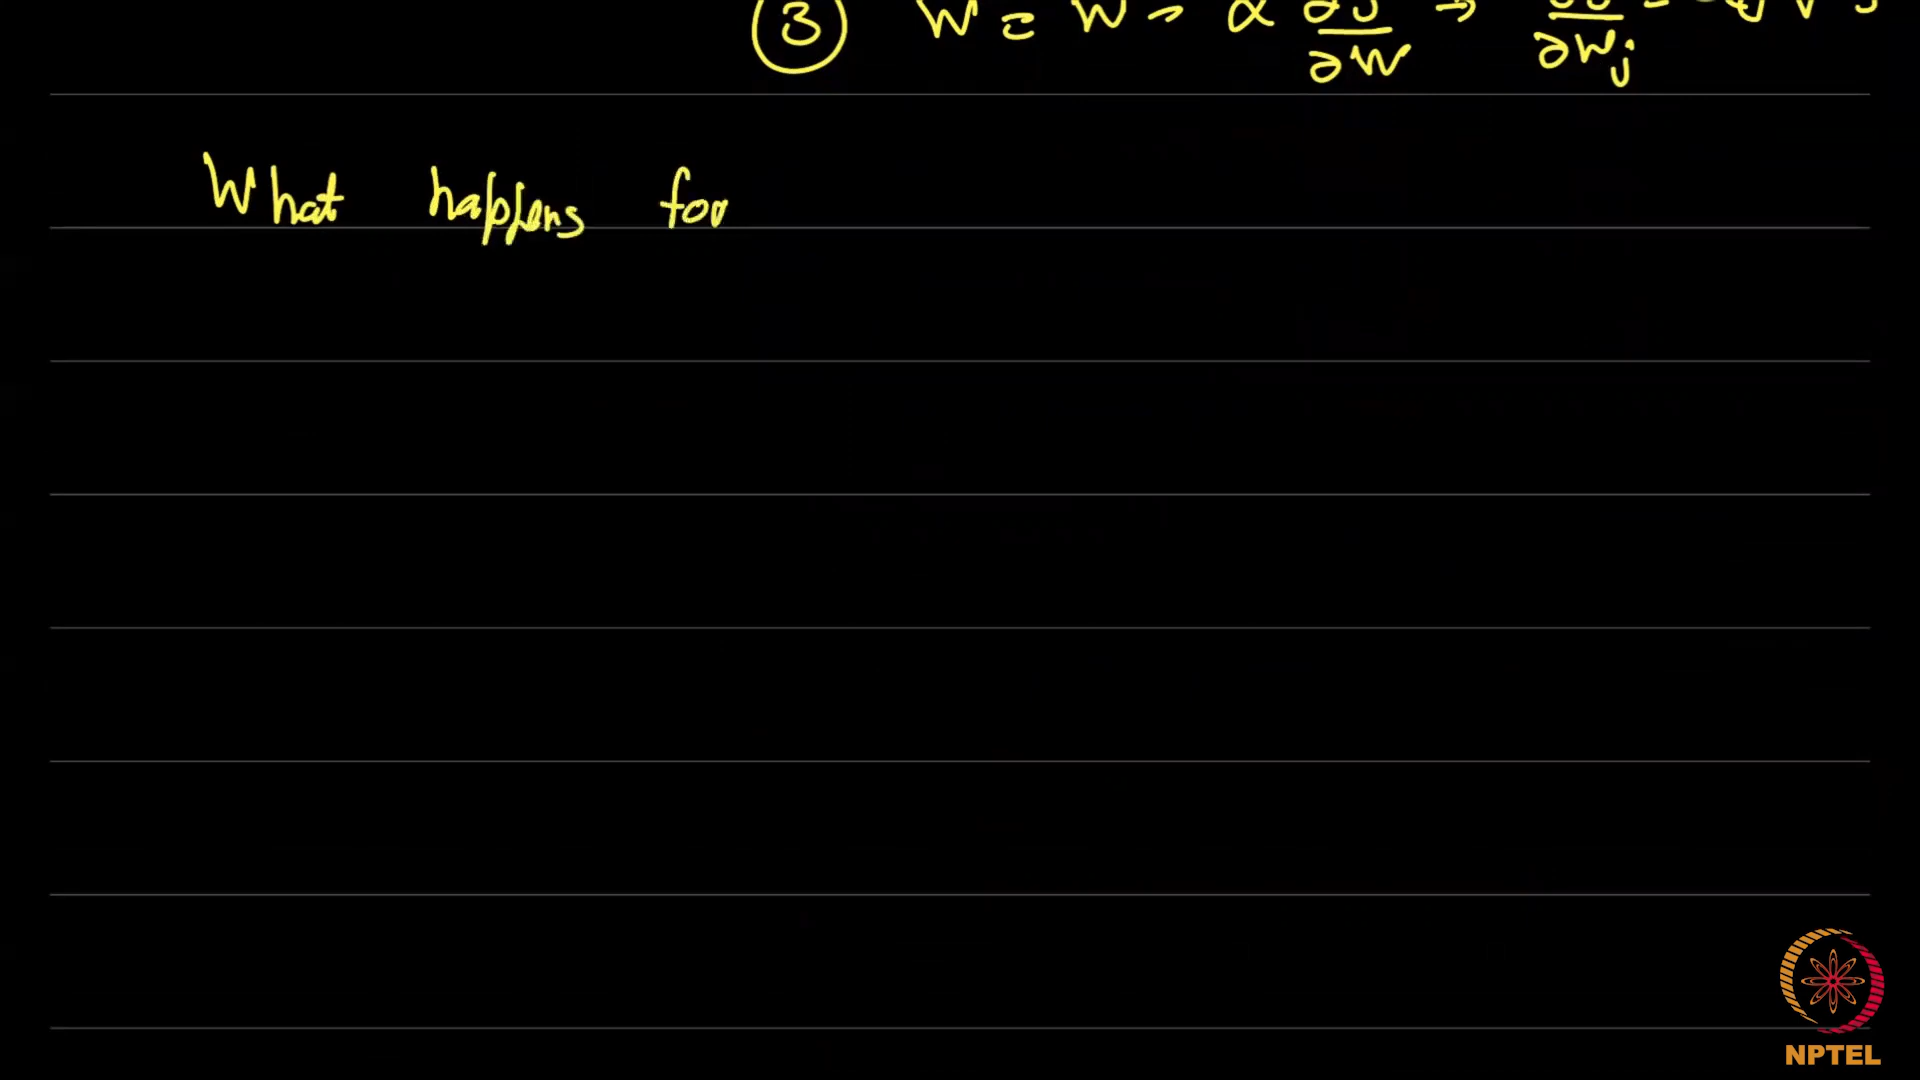 ③ W = W - α ∂J/∂W → ∂J/∂Wj =
What happens for
NPTEL